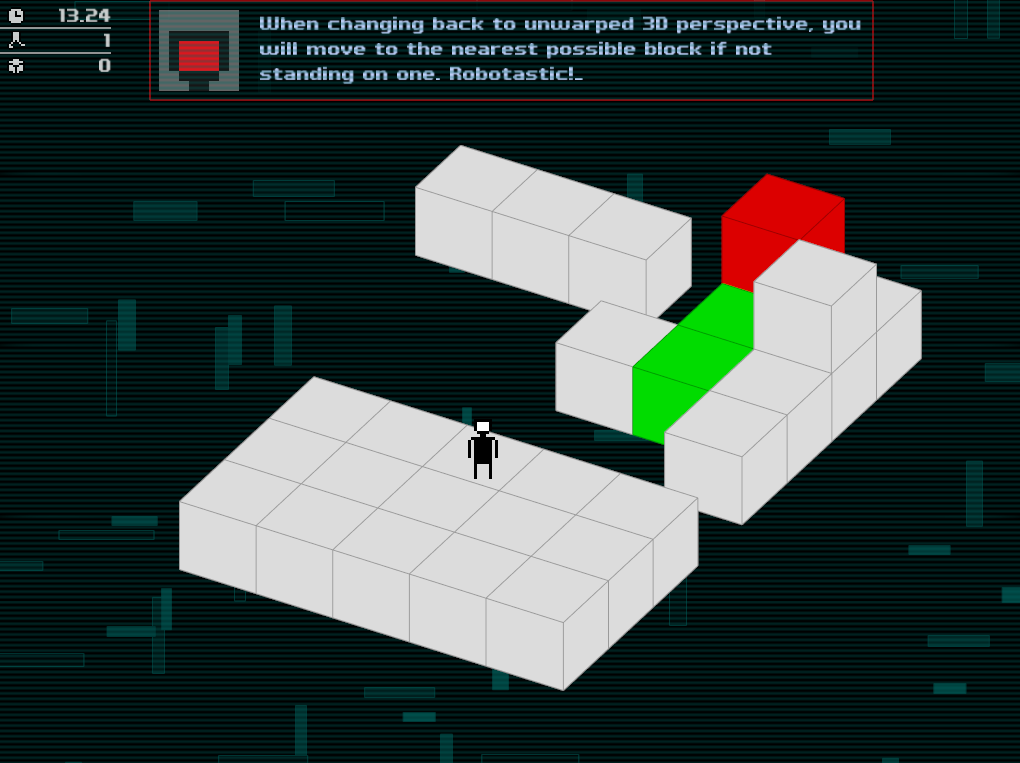 13.24
1
0
When changing back to unwarped 3D perspective, you
will move to the nearest possible block if not
standing on one. Robotastic!_